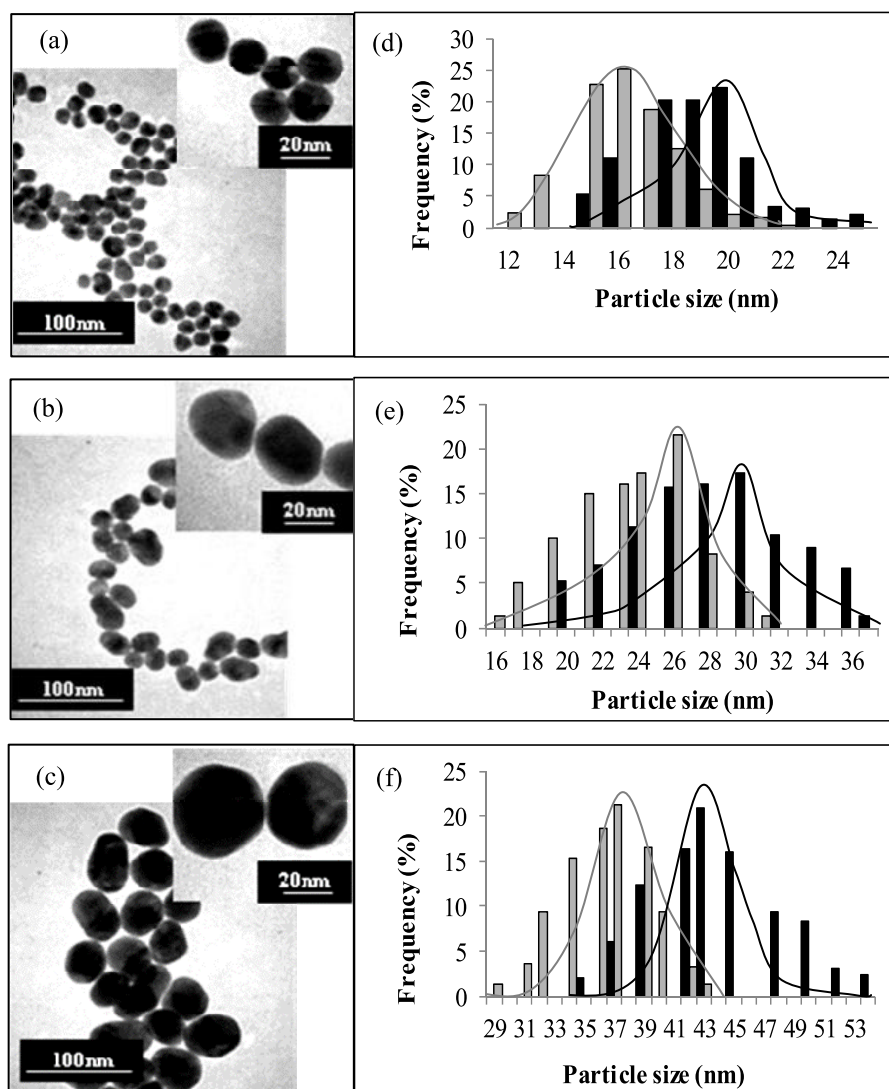 (a)
20nm
100nm
(d)
Frequency (%)
30
25
20
15
10
5
0
12 14 16 18 20 22 24
Particle size (nm)
(b)
20nm
100nm
(e)
Frequency (%)
25
20
15
10
5
0
16 18 20 22 24 26 28 30 32 34 36
Particle size (nm)
(c)
20nm
100nm
(f)
Frequency (%)
25
20
15
10
5
0
29 31 33 35 37 39 41 43 45 47 49 51 53
Particle size (nm)